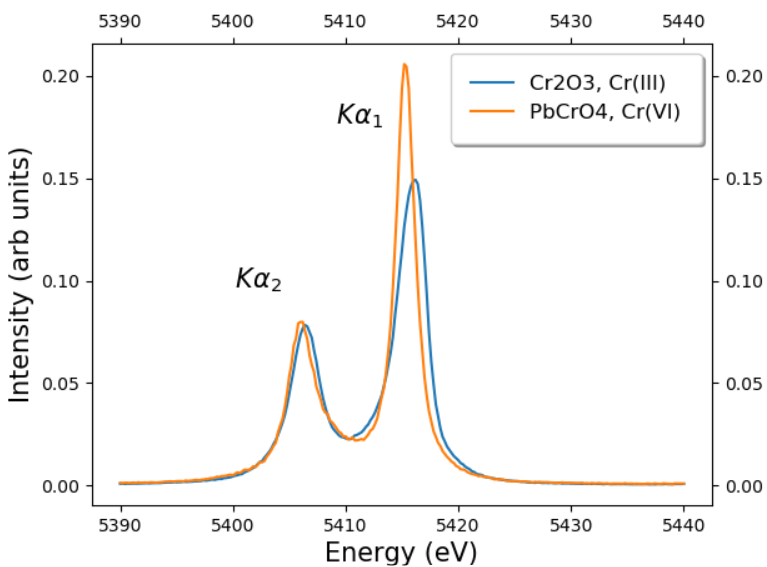 5390 5400 5410 5420 5430 5440
0.20 0.20
Cr2O3, Cr(III)
PbCrO4, Cr(VI)
Kα1
0.15 0.15
Kα2
0.10 0.10
0.05 0.05
0.00 0.00
Intensity (arb units)
5390 5400 5410 5420 5430 5440
Energy (eV)